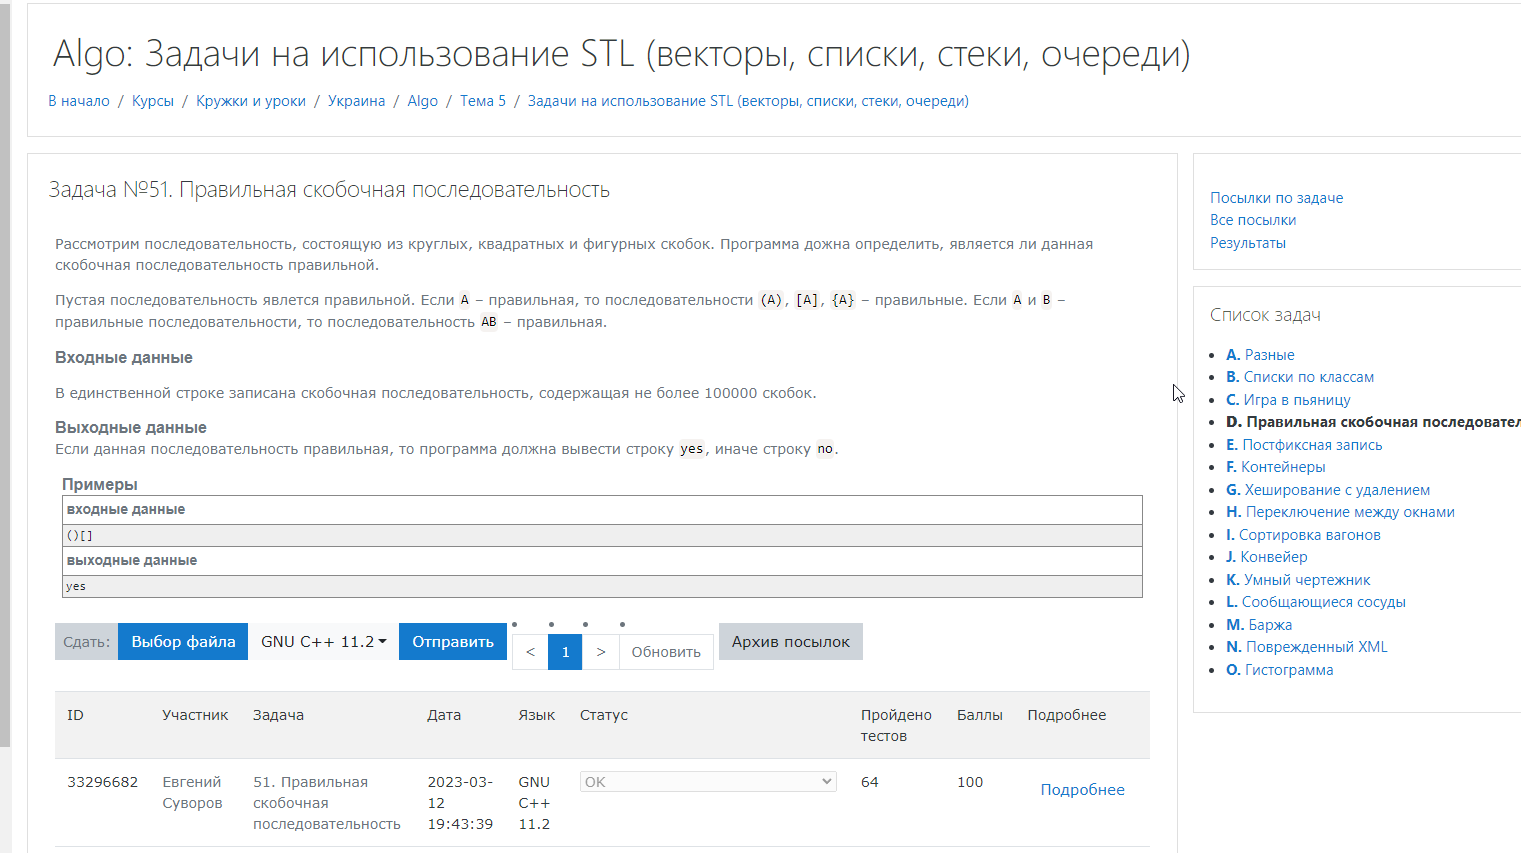 Algo: Задачи на использование STL (векторы, списки, стеки, очереди)
В начало / Курсы / Кружки и уроки / Украина / Algo / Тема 5 / Задачи на использование STL (векторы, списки, стеки, очереди)
Задача №51. Правильная скобочная последовательность
Рассмотрим последовательность, состоящую из круглых, квадратных и фигурных скобок. Программа дожна определить, является ли данная
скобочная последовательность правильной.
Пустая последовательность явлется правильной. Если A – правильная, то последовательности (A), [A], {A} – правильные. Если A и B –
правильные последовательности, то последовательность AB – правильная.
Входные данные
В единственной строке записана скобочная последовательность, содержащая не более 100000 скобок.
Выходные данные
Если данная последовательность правильная, то программа должна вывести строку yes, иначе строку no.
Примеры
входные данные
()[]
выходные данные
yes
Сдать: Выбор файла GNU C++ 11.2 Отправить < 1 > Обновить Архив посылок
ID Участник Задача Дата Язык Статус Пройдено Баллы Подробнее
тестов
33296682 Евгений 51. Правильная 2023-03- GNU OK 64 100 Подробнее
Суворов скобочная 12 C++
последовательность 19:43:39 11.2
Посылки по задаче
Все посылки
Результаты
Список задач
A. Разные
B. Списки по классам
C. Игра в пьяницу
D. Правильная скобочная последовател
E. Постфиксная запись
F. Контейнеры
G. Хеширование с удалением
H. Переключение между окнами
I. Сортировка вагонов
J. Конвейер
K. Умный чертежник
L. Сообщающиеся сосуды
M. Баржа
N. Поврежденный XML
O. Гистограмма